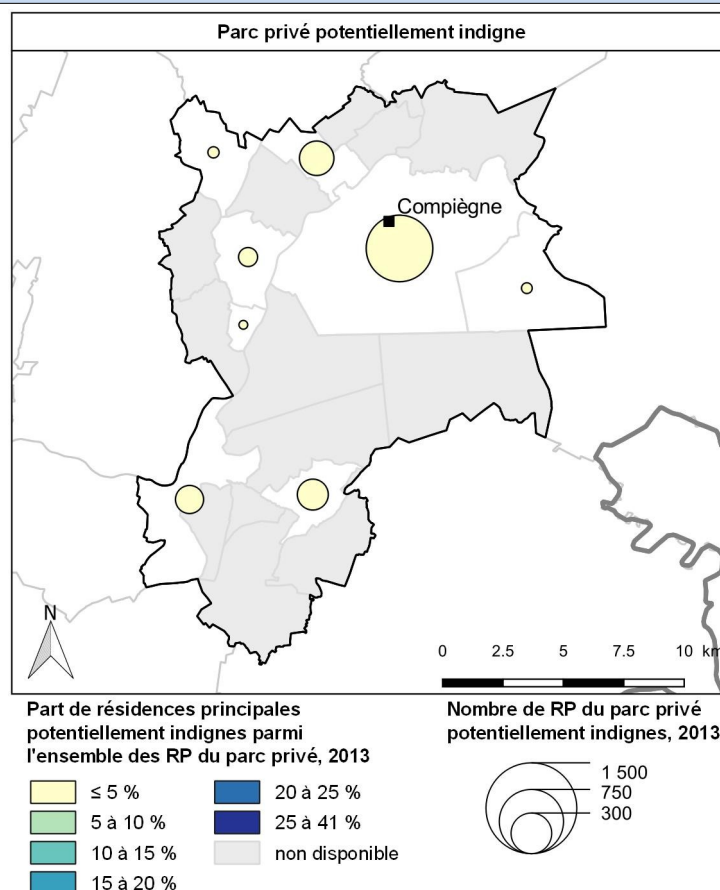 Parc privé potentiellement indigne
Compiègne
N
0 2.5 5 7.5 10 km
Part de résidences principales
potentiellement indignes parmi
l'ensemble des RP du parc privé, 2013
≤ 5 %
5 à 10 %
10 à 15 %
15 à 20 %
20 à 25 %
25 à 41 %
non disponible
Nombre de RP du parc privé
potentiellement indignes, 2013
1 500
750
300